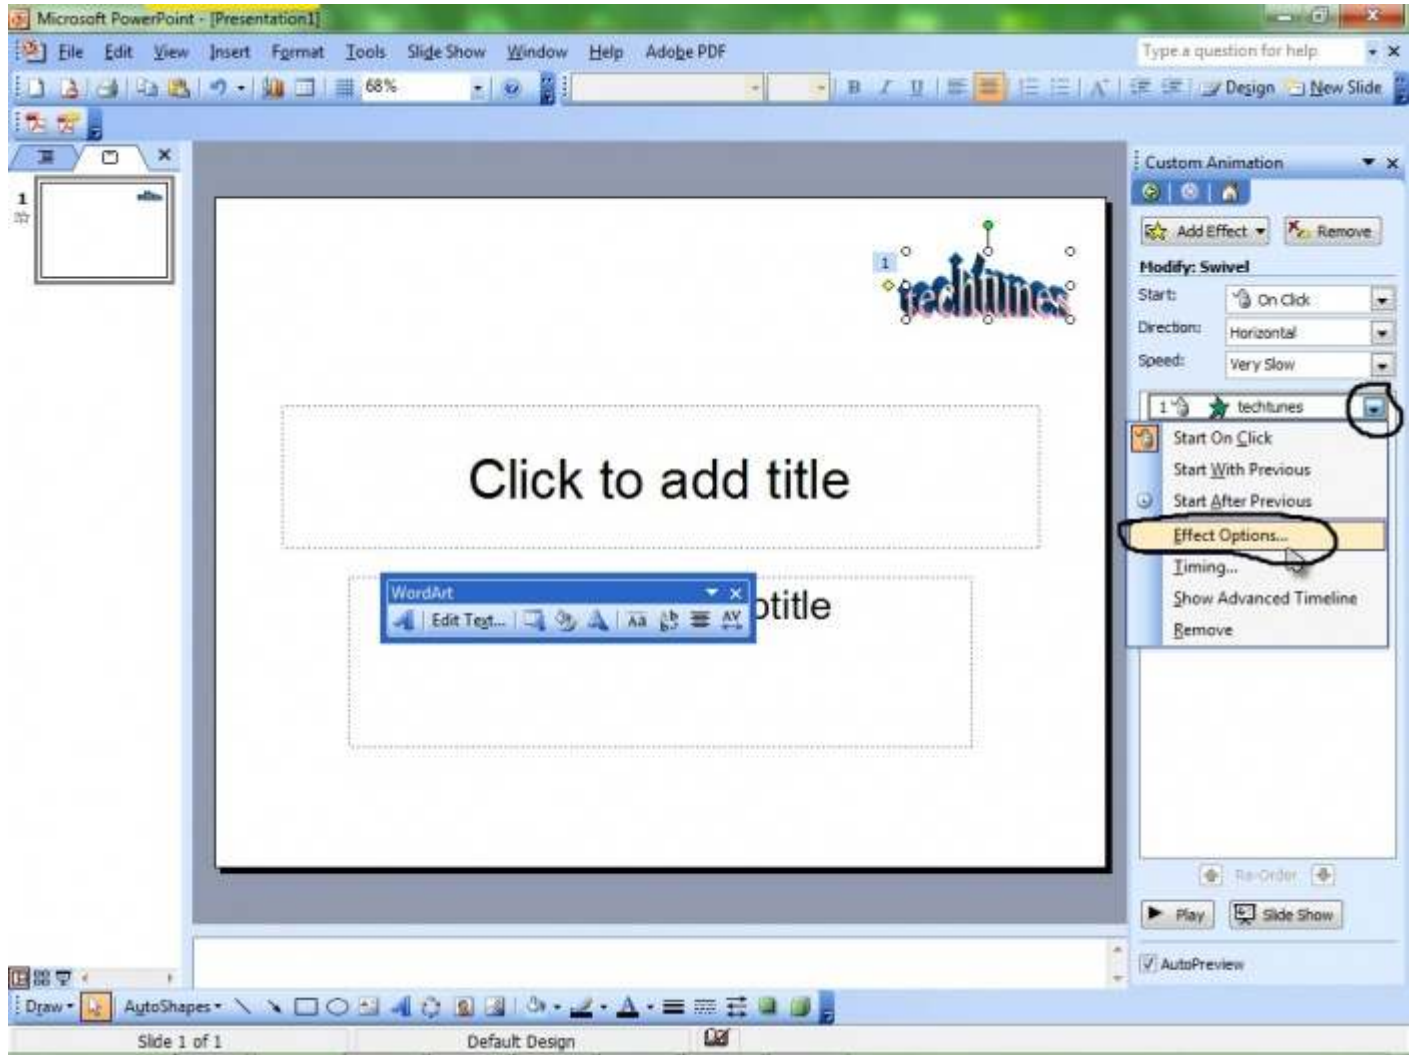 Microsoft PowerPoint - [Presentation1]
File Edit View Insert Format Tools Slide Show Window Help Adobe PDF Type a question for help
68% B I U Design New Slide
Custom Animation
1
Add Effect Remove
1
techtunes
Modify: Swivel
Start: On Click
Direction: Horizontal
Speed: Very Slow
1 techtunes
Start On Click
Start With Previous
Start After Previous
Effect Options...
Timing...
Show Advanced Timeline
Remove
Click to add title
WordArt
Edit Text... Aa AV
btitle
Re-Order
Play Slide Show
AutoPreview
Draw AutoShapes A
Slide 1 of 1 Default Design